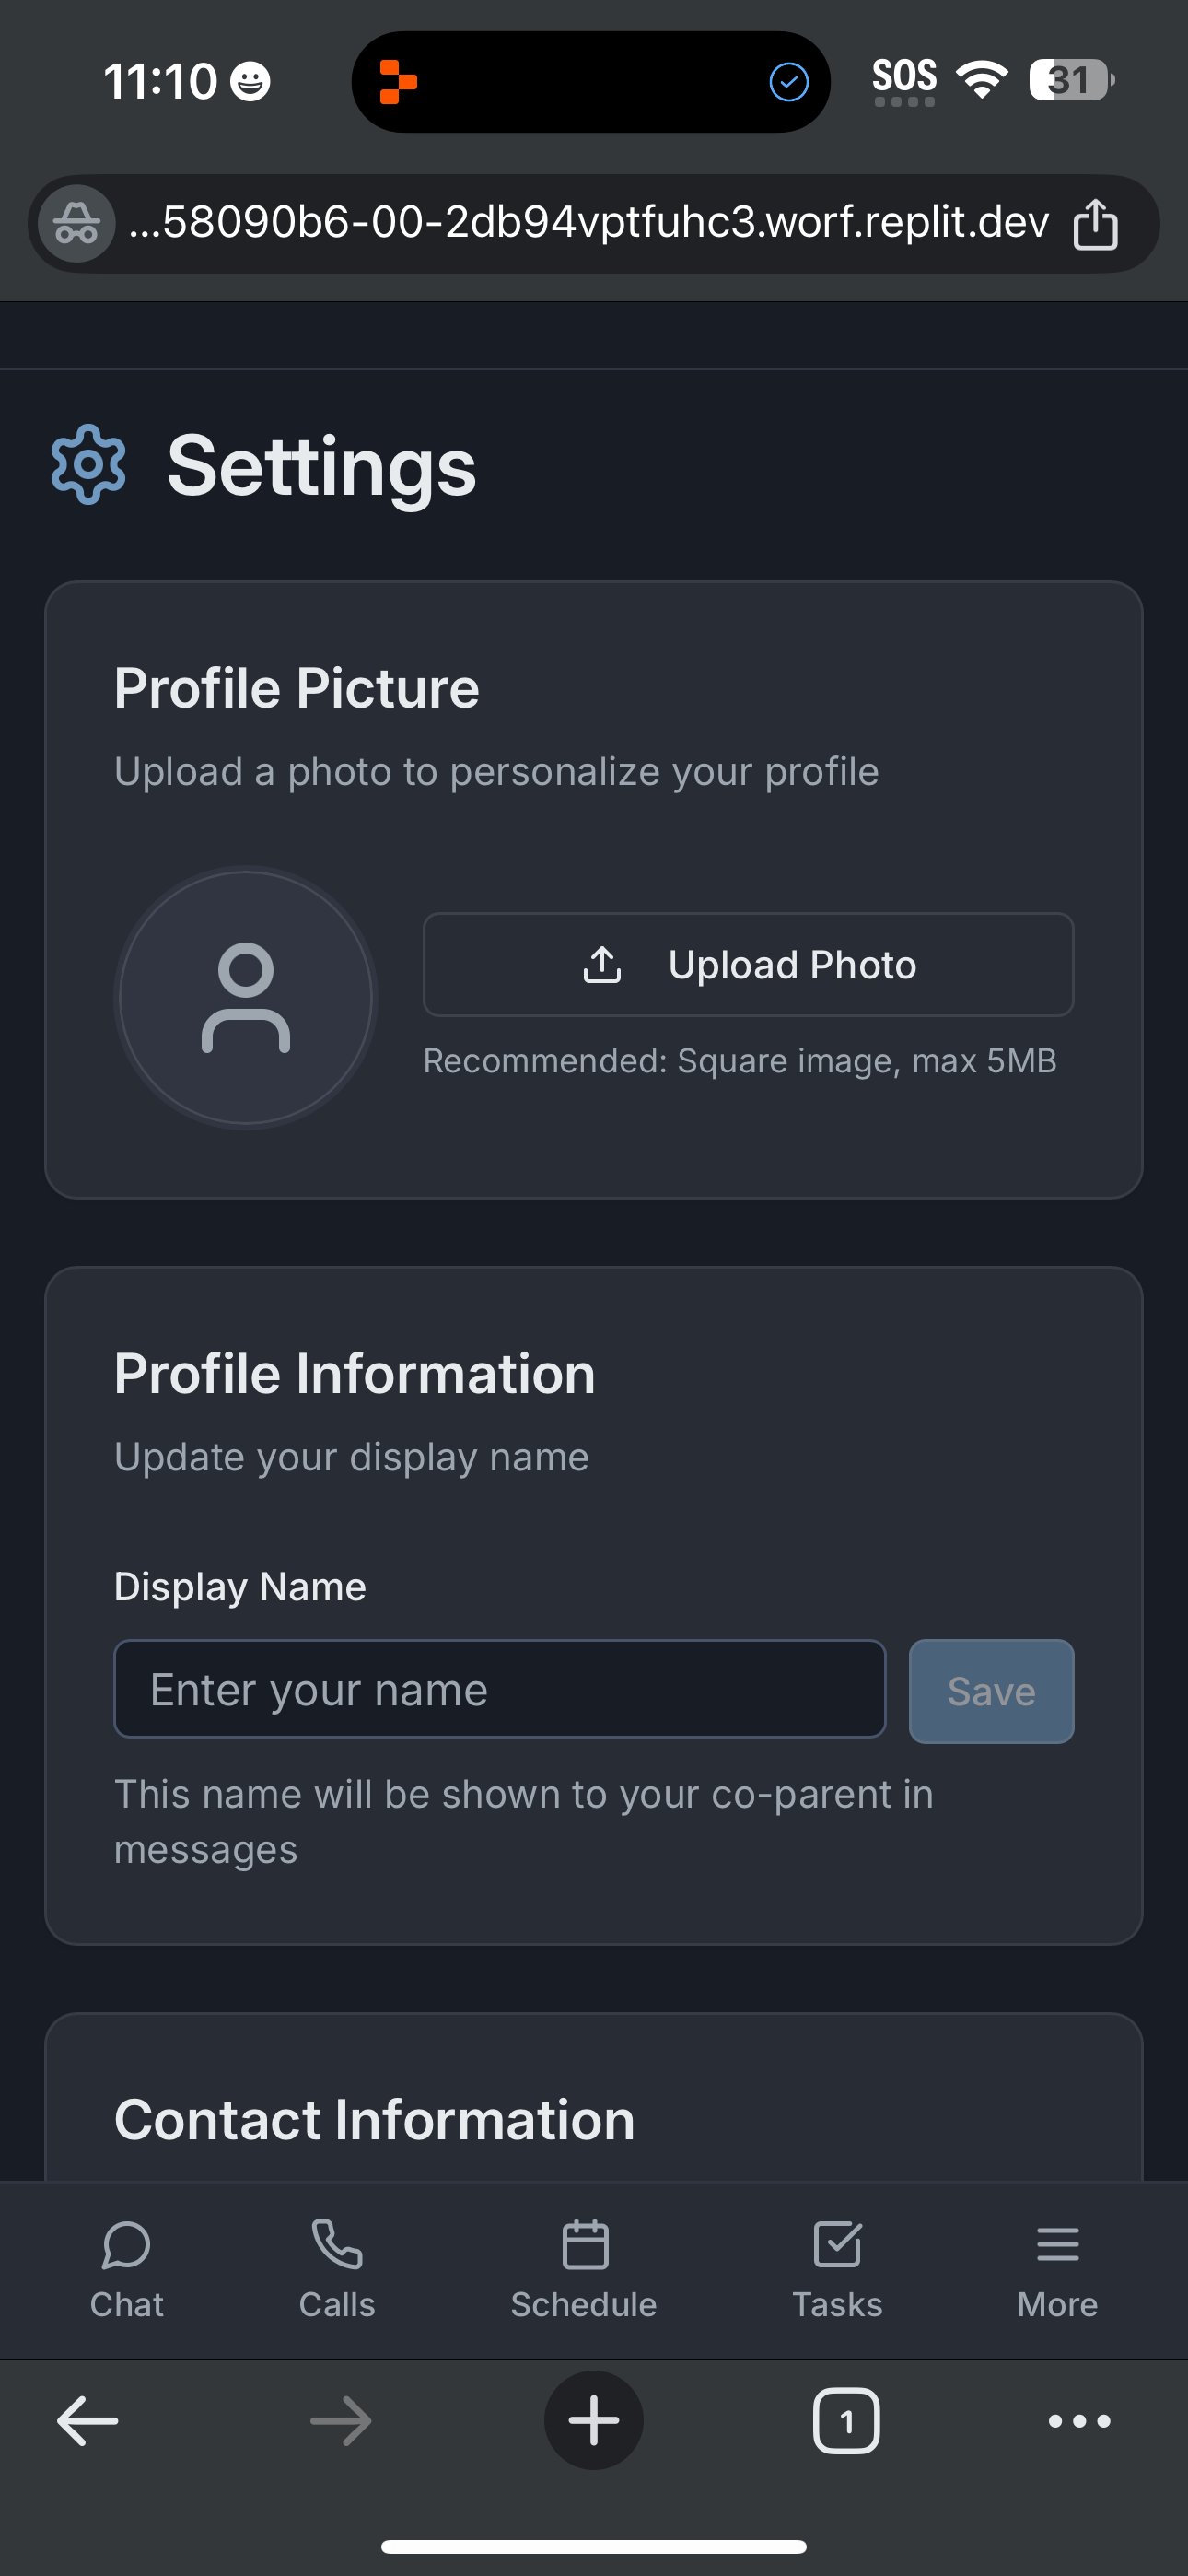 11:10
SOS
31
...58090b6-00-2db94vptfuhc3.worf.replit.dev
Settings
Profile Picture
Upload a photo to personalize your profile
Upload Photo
Recommended: Square image, max 5MB
Profile Information
Update your display name
Display Name
Enter your name
Save
This name will be shown to your co-parent in
messages
Contact Information
Chat
Calls
Schedule
Tasks
More
1